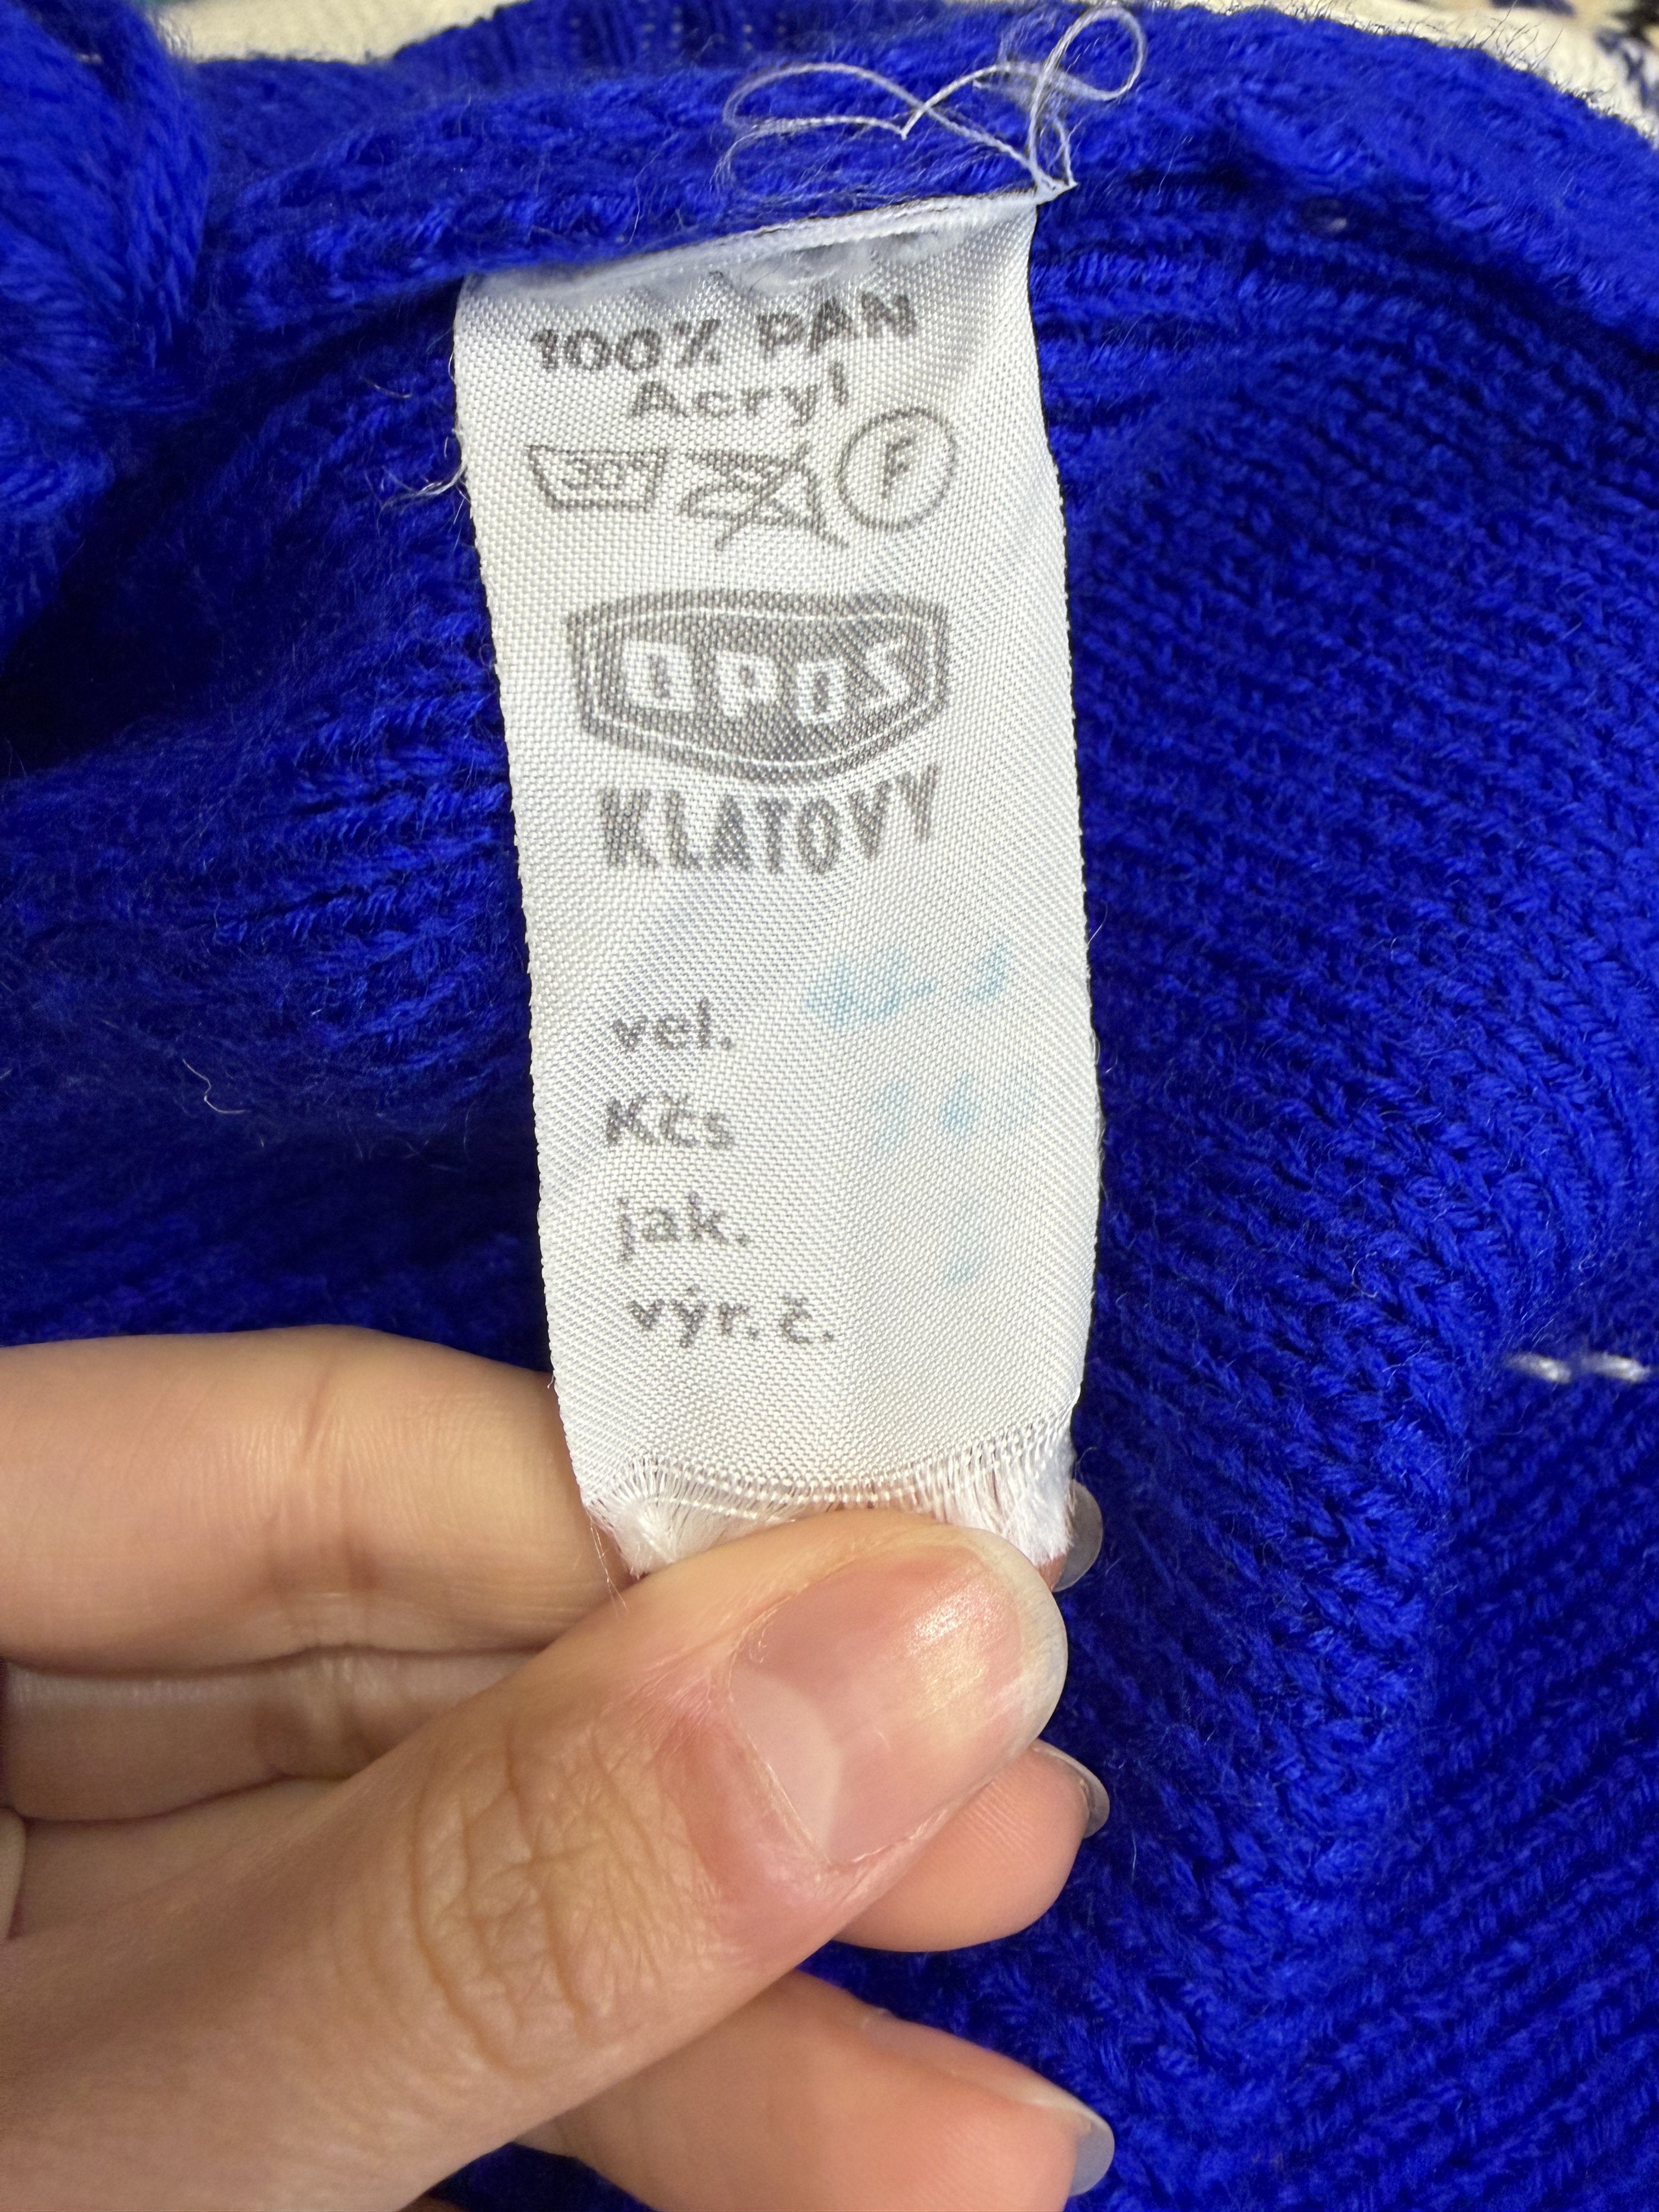 100% PAN
Acryl
30° F
OPOS
KLATOVY
vel.
Kčs
jak.
výr. č.